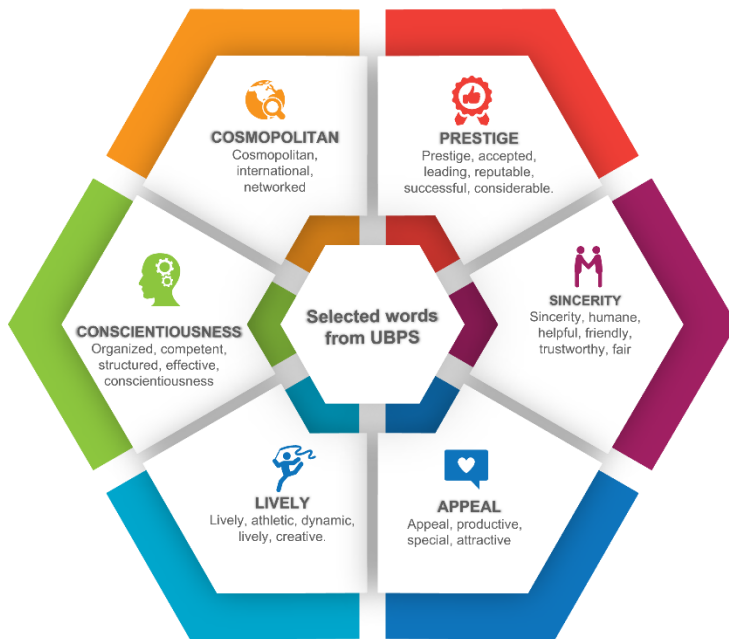 COSMOPOLITAN
Cosmopolitan,
international,
networked
PRESTIGE
Prestige, accepted,
leading, reputable,
successful, considerable.
CONSCIENTIOUSNESS
Organized, competent,
structured, effective,
conscientiousness
Selected words
from UBPS
SINCERITY
Sincerity, humane,
helpful, friendly,
trustworthy, fair
LIVELY
Lively, athletic, dynamic,
lively, creative.
APPEAL
Appeal, productive,
special, attractive